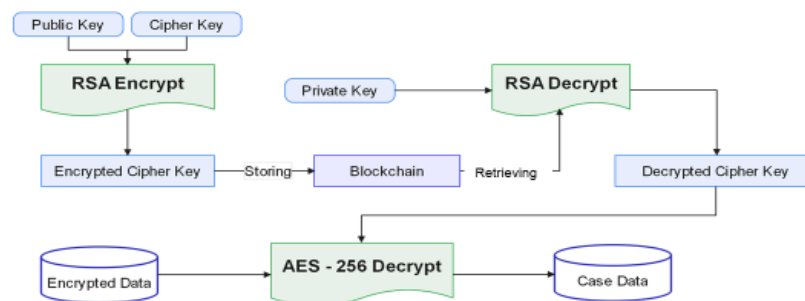 Public Key
Cipher Key
RSA Encrypt
Private Key
RSA Decrypt
Encrypted Cipher Key
Storing
Blockchain
Retrieving
Decrypted Cipher Key
Encrypted Data
AES - 256 Decrypt
Case Data